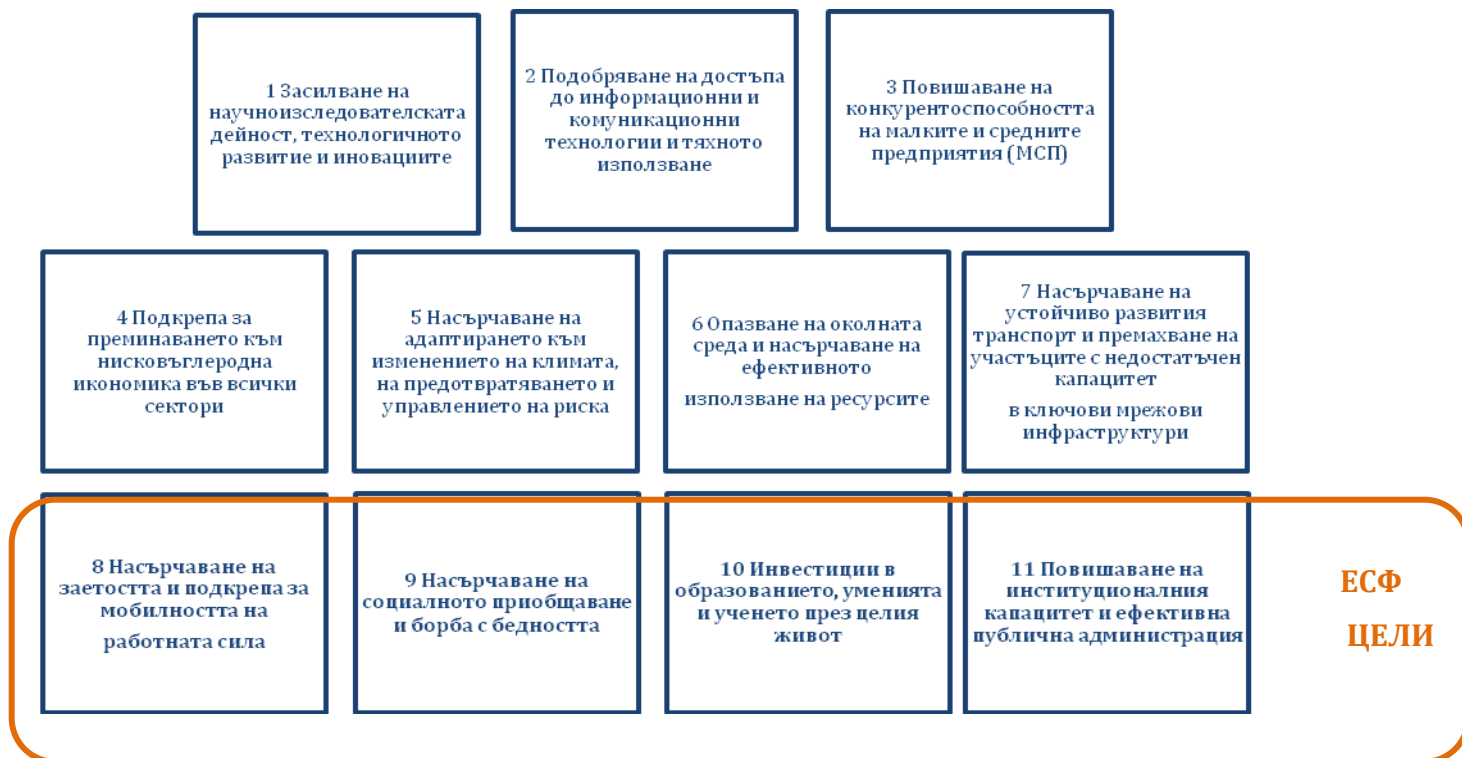 1 Засилване на
научноизследователската
дейност, технологичното
развитие и иновациите
2 Подобряване на достъпа
до информационни и
комуникационни
технологии и тяхното
използване
3 Повишаване на
конкурентоспособността
на малките и средните
предприятия (МСП)
4 Подкрепа за
преминаването към
нисковъглеродна
икономика във всички
сектори
5 Насърчаване на
адаптирането към
изменението на климата,
на предотвратяването и
управлението на риска
6 Опазване на околната
среда и насърчаване на
ефективното
използване на ресурсите
7 Насърчаване на
устойчиво развития
транспорт и премахване на
участъците с недостатъчен
капацитет
в ключови мрежови
инфраструктури
8 Насърчаване на
заетостта и подкрепа за
мобилността на
работната сила
9 Насърчаване на
социалното приобщаване
и борба с бедността
10 Инвестиции в
образованието, уменията
и ученето през целия
живот
11 Повишаване на
институционалния
капацитет и ефективна
публична администрация
ЕСФ
ЦЕЛИ